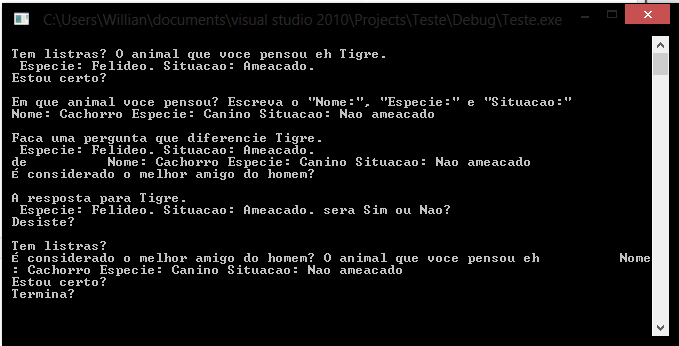 C:\Users\Willian\documents\visual studio 2010\Projects\Teste\Debug\Teste.exe
Tem listras? O animal que voce pensou eh Tigre.
Especie: Felideo. Situacao: Ameacado.
Estou certo?
Em que animal voce pensou? Escreva o "Nome:", "Especie:" e "Situacao:"
Nome: Cachorro Especie: Canino Situacao: Nao ameacado
Faca uma pergunta que diferencie Tigre.
Especie: Felideo. Situacao: Ameacado.
de Nome: Cachorro Especie: Canino Situacao: Nao ameacado
É considerado o melhor amigo do homem?
A resposta para Tigre.
Especie: Felideo. Situacao: Ameacado. sera Sim ou Nao?
Desiste?
Tem listras?
É considerado o melhor amigo do homem? O animal que voce pensou eh Nome
: Cachorro Especie: Canino Situacao: Nao ameacado
Estou certo?
Termina?